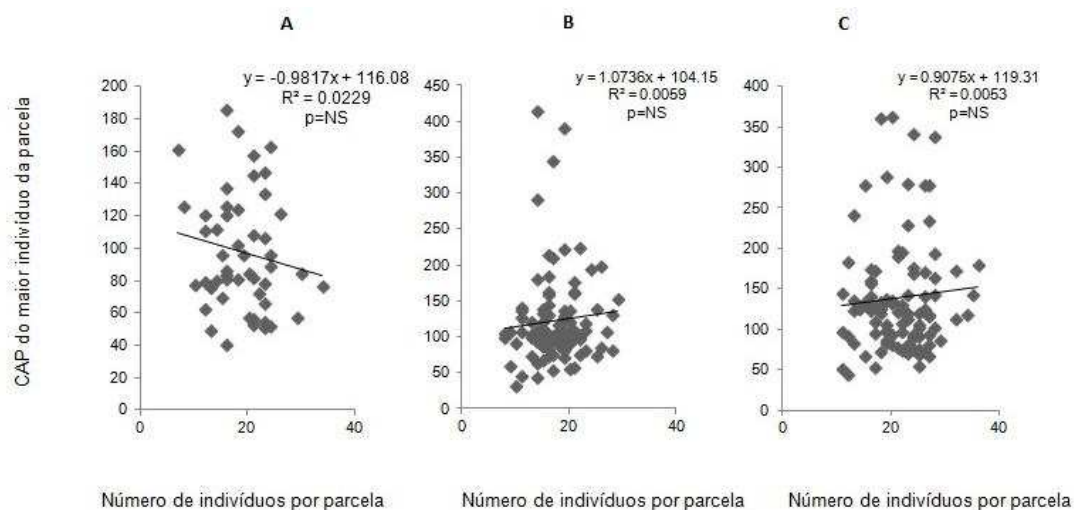 A
B
C
y = -0.9817x + 116.08
R² = 0.0229
p=NS
y = 1.0736x + 104.15
R² = 0.0059
p=NS
y = 0.9075x + 119.31
R² = 0.0053
p=NS
CAP do maior indivíduo da parcela
200
180
160
140
120
100
80
60
40
20
0
0
20
40
450
400
350
300
250
200
150
100
50
0
0
20
40
400
350
300
250
200
150
100
50
0
0
20
40
Número de indivíduos por parcela
Número de indivíduos por parcela
Número de indivíduos por parcela